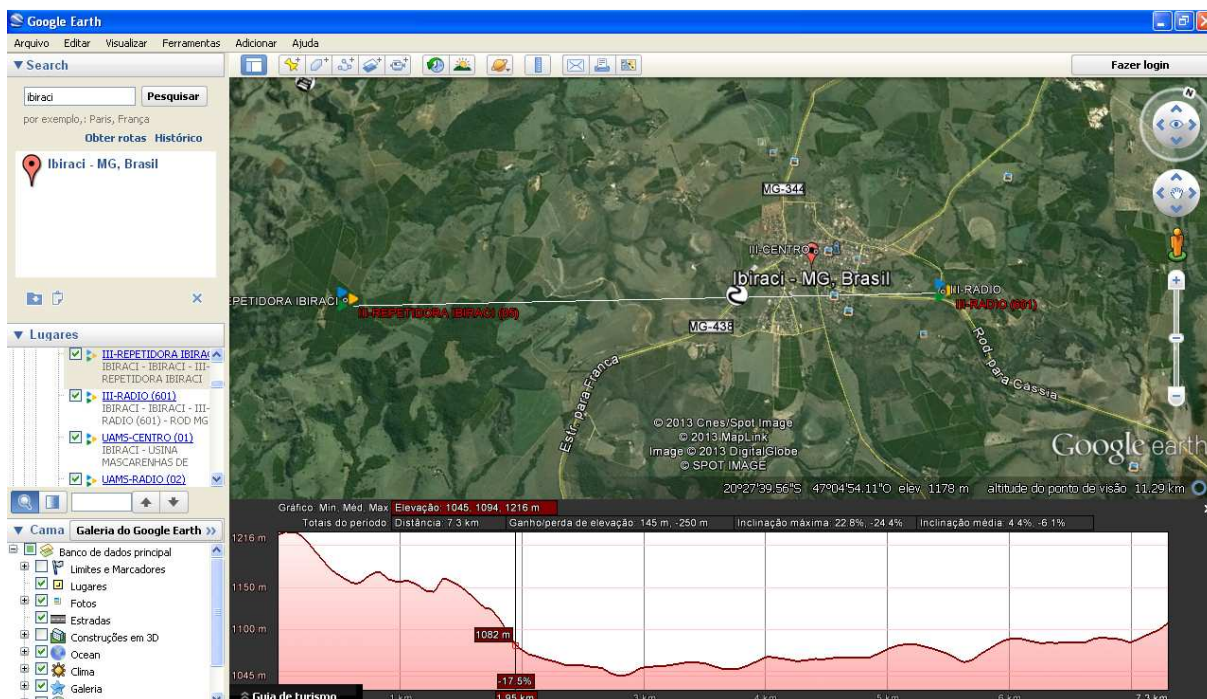 Google Earth
Arquivo Editar Visualizar Ferramentas Adicionar Ajuda
Search
ibiraci
Pesquisar
por exemplo,: Paris, França
Obter rotas Histórico
Ibiraci - MG, Brasil
Lugares
III-REPETIDORA IBIRAC
IBIRACI - IBIRACI - III-
REPETIDORA IBIRACI
III-RADIO (601)
IBIRACI - IBIRACI - III-
RADIO (601) - ROD MG
UAMS-CENTRO (01)
IBIRACI - USINA
MASCARENHAS DE
UAMS-RADIO (02)
Cama
Galeria do Google Earth >>
Banco de dados principal
Limites e Marcadores
Lugares
Fotos
Estradas
Construções em 3D
Ocean
Clima
Galeria
Fazer login
N
MG-344
III-CENTRO
Ibiraci - MG, Brasil
EPETIDORA IBIRACI
III-RADIO
III-RADIO (601)
MG-438
Estr. para Franca
Rod. para Cássia
© 2013 Cnes/Spot Image
© 2013 MapLink
Image © 2013 DigitalGlobe
© SPOT IMAGE
Google earth
20°27'39.56"S 47°04'54.11"O elev 1178 m altitude do ponto de visão 11.29 km
Gráfico Mín, Méd, Máx Elevação: 1045, 1094, 1216 m
Totais do período Distância: 7.3 km Ganho/perda de elevação: 145 m, -250 m Inclinação máxima: 22.8%, -24.4% Inclinação média: 4.4%, -6.1%
1216 m
1150 m
1100 m
1045 m
1082 m
-17.5%
Guia de turismo
1 km 1.95 km 3 km 4 km 5 km 6 km 7.3 km